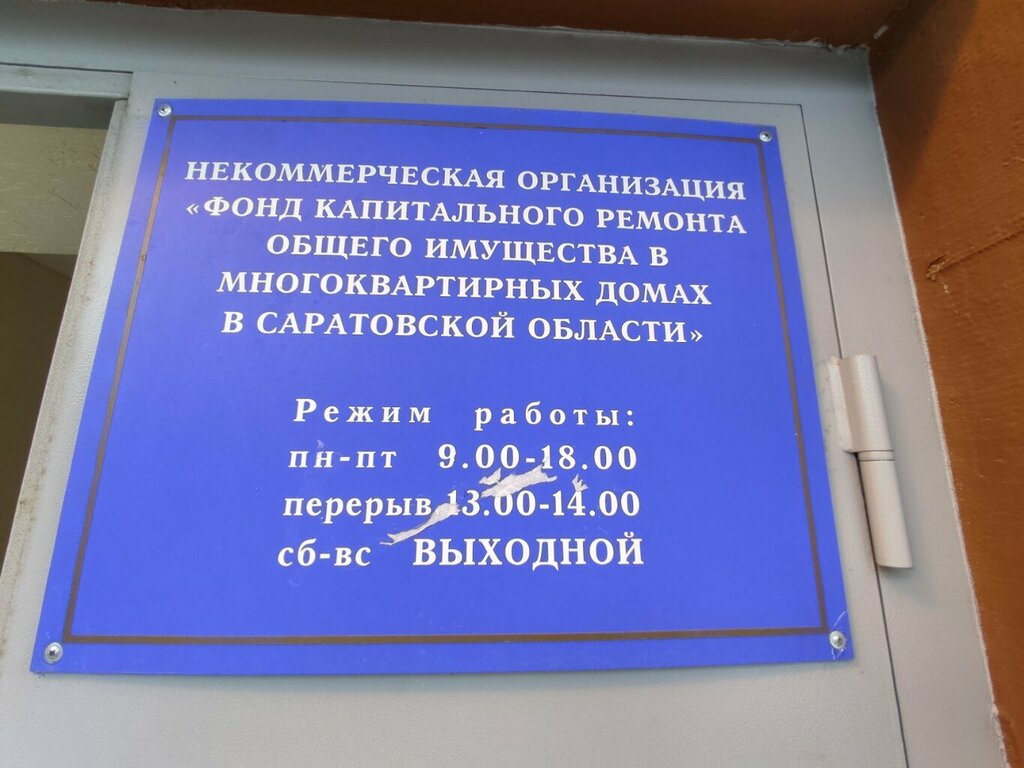 НЕКОММЕРЧЕСКАЯ ОРГАНИЗАЦИЯ
«ФОНД КАПИТАЛЬНОГО РЕМОНТА
ОБЩЕГО ИМУЩЕСТВА В
МНОГОКВАРТИРНЫХ ДОМАХ
В САРАТОВСКОЙ ОБЛАСТИ»
Режим работы:
пн-пт 9.00-18.00
перерыв 13.00-14.00
сб-вс ВЫХОДНОЙ